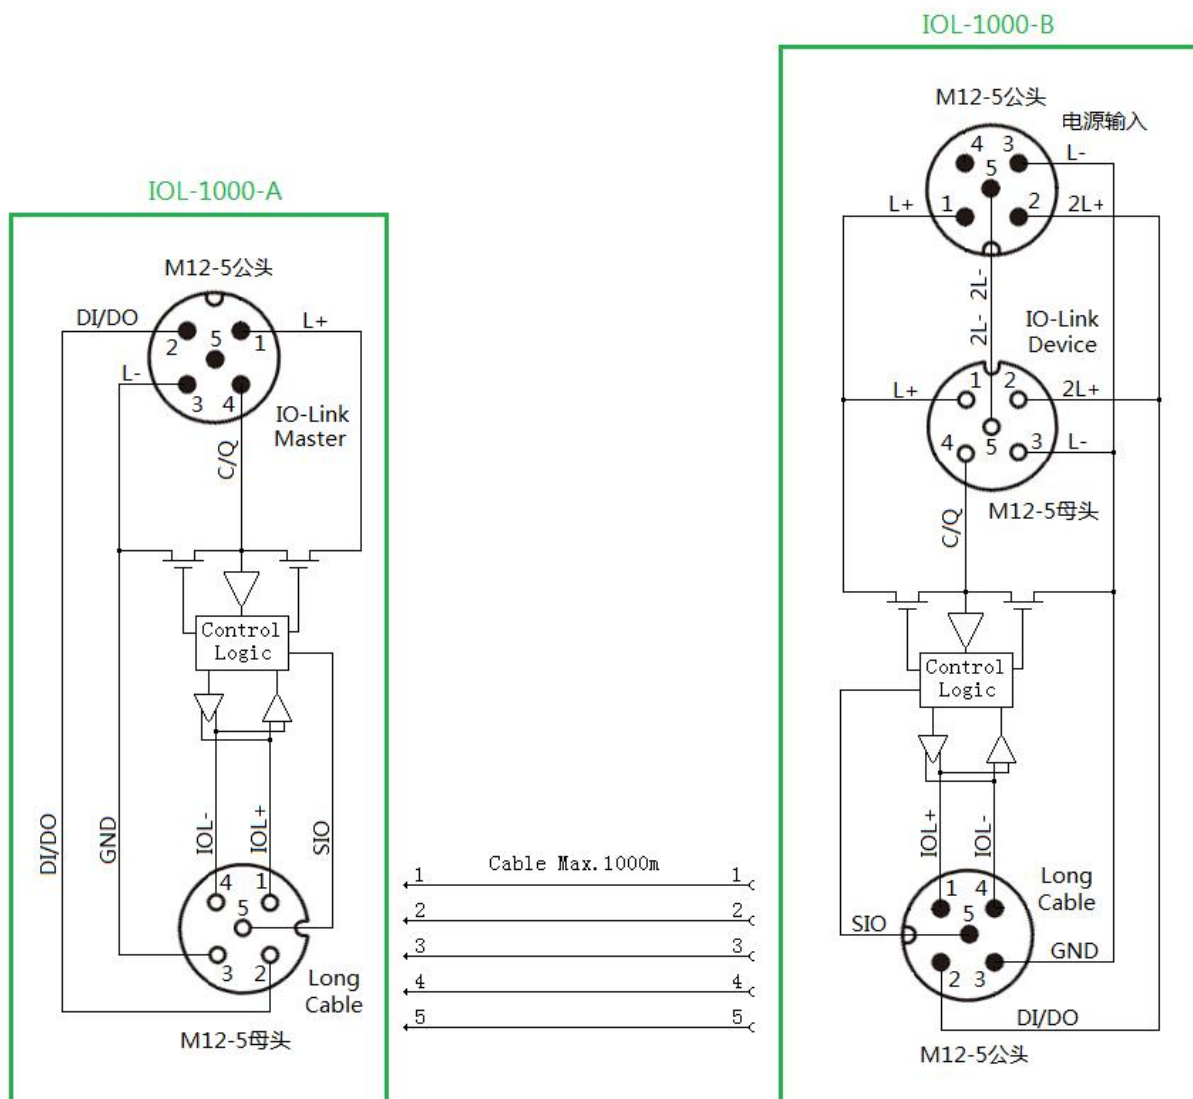 IOL-1000-A
M12-5公头
DI/DO
L+
2
5
1
L-
3
4
IO-Link
Master
C/Q
Control
Logic
DI/DO
GND
IOL-
IOL+
SIO
4
1
5
3
2
Long
Cable
M12-5母头
Cable Max.1000m
1
1
2
2
3
3
4
4
5
5
IOL-1000-B
M12-5公头
电源输入
4
3
L-
5
L+
1
2
2L+
2L-
2L-
IO-Link
Device
1
2
L+
2L+
4
5
3
L-
M12-5母头
C/Q
Control
Logic
IOL+
IOL-
1
4
Long
Cable
5
SIO
GND
2
3
DI/DO
M12-5公头